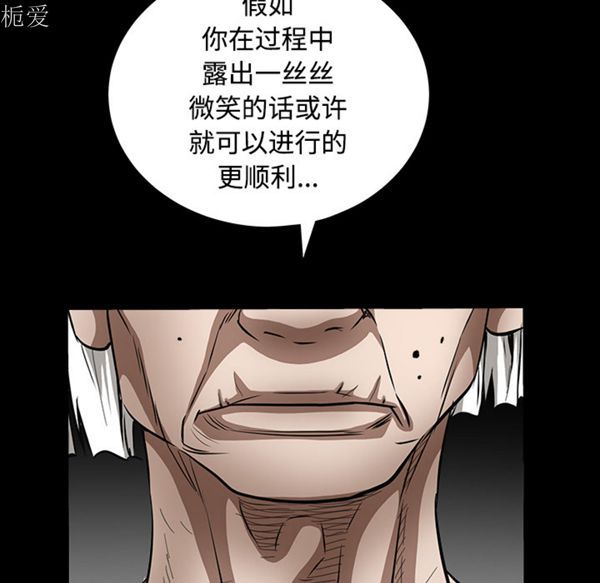 栀爱
假如
你在过程中
露出一丝丝
微笑的话或许
就可以进行的
更顺利...